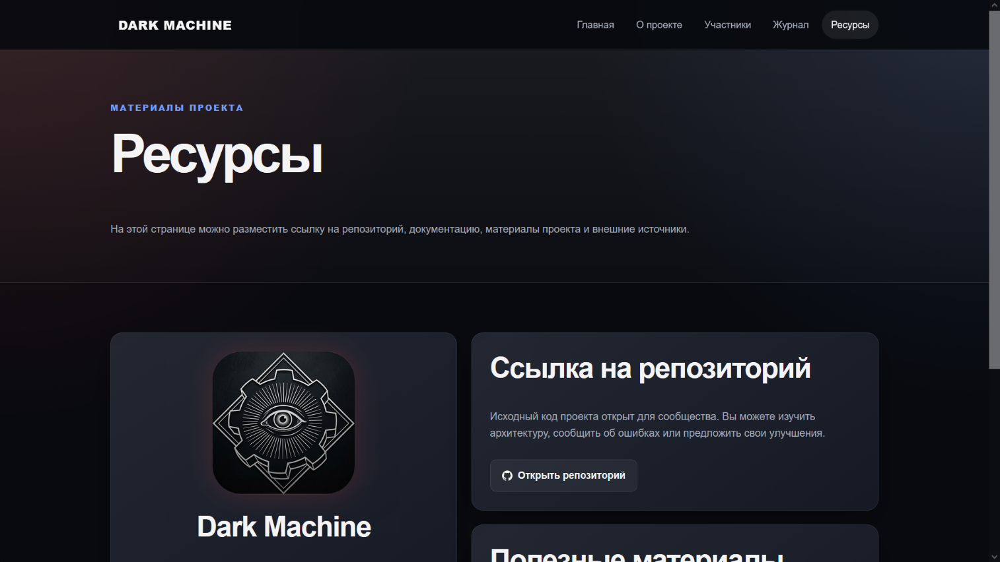 DARK MACHINE
Главная О проекте Участники Журнал Ресурсы
МАТЕРИАЛЫ ПРОЕКТА
Ресурсы
На этой странице можно разместить ссылку на репозиторий, документацию, материалы проекта и внешние источники.
Dark Machine
Ссылка на репозиторий
Исходный код проекта открыт для сообщества. Вы можете изучить
архитектуру, сообщить об ошибках или предложить свои улучшения.
Открыть репозиторий
Полезные материалы